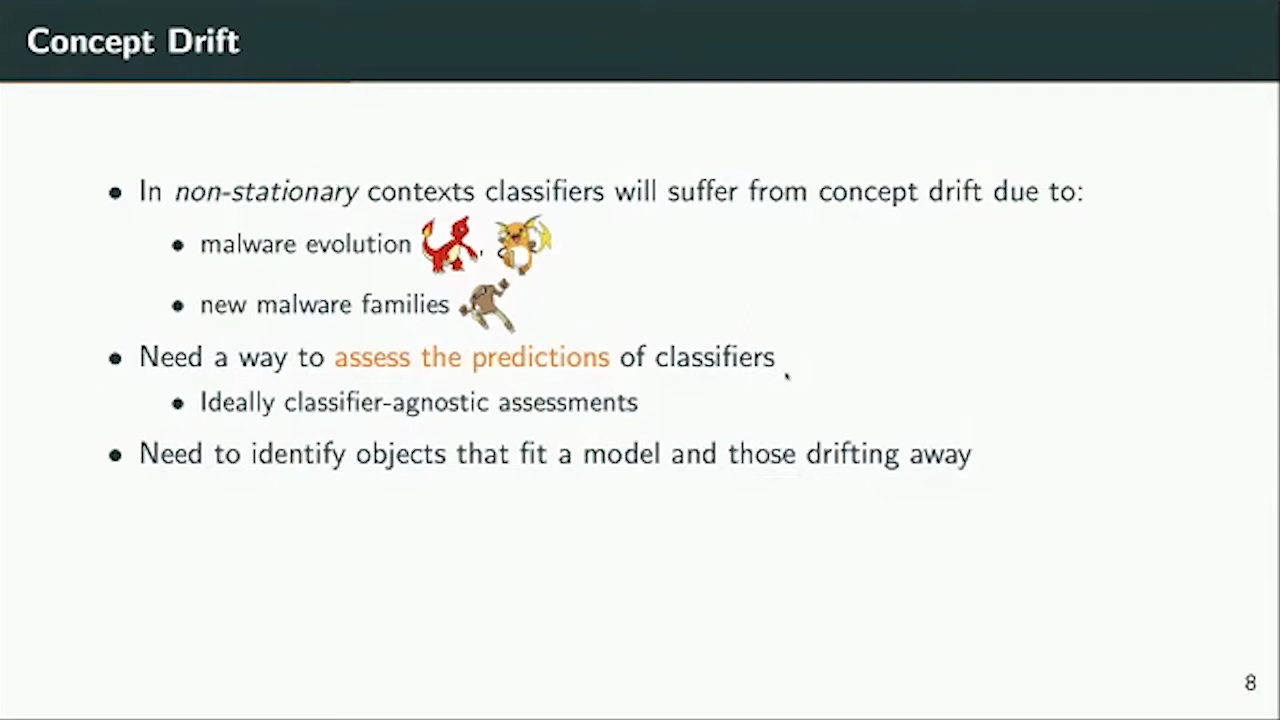 Concept Drift
• In non-stationary contexts classifiers will suffer from concept drift due to:
• malware evolution ,
• new malware families
• Need a way to assess the predictions of classifiers
• Ideally classifier-agnostic assessments
• Need to identify objects that fit a model and those drifting away
8